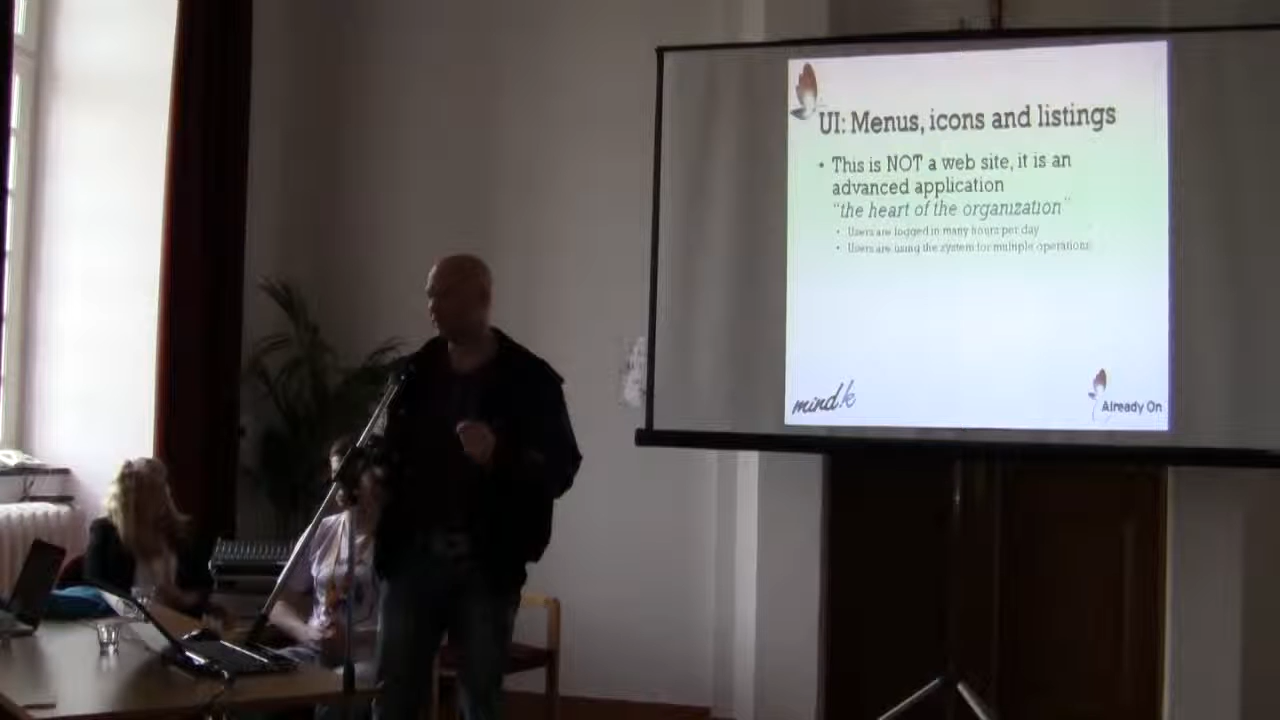 UI: Menus, icons and listings
• This is NOT a web site, it is an
advanced application
"the heart of the organization"
• Users are logged in many hours per day
• Users are using the system for multiple operations
mind!k
Already On